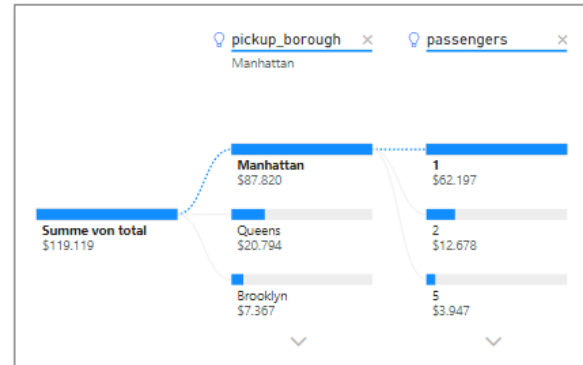 pickup_borough
Manhattan
passengers
Summe von total
$119.119
Manhattan
$87.820
Queens
$20.794
Brooklyn
$7.367
1
$62.197
2
$12.678
5
$3.947